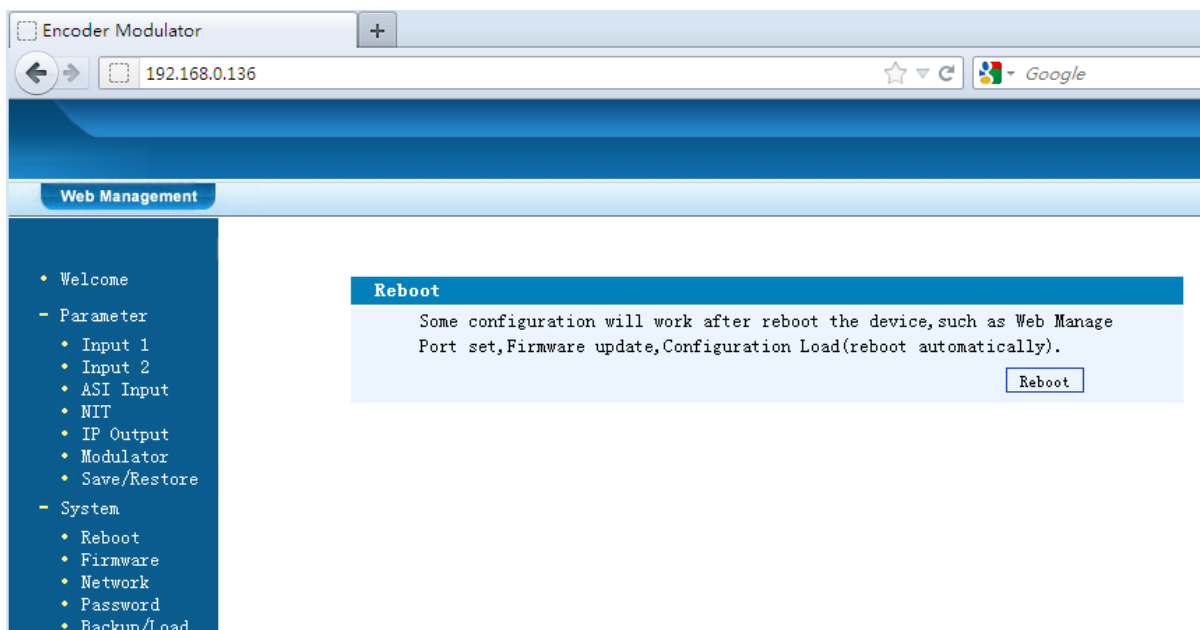 Encoder Modulator
+
192.168.0.136
Google
Web Management
Welcome
Parameter
Input 1
Input 2
ASI Input
NIT
IP Output
Modulator
Save/Restore
System
Reboot
Firmware
Network
Password
Backup/Load
Reboot
Some configuration will work after reboot the device,such as Web Manage
Port set,Firmware update,Configuration Load(reboot automatically).
Reboot